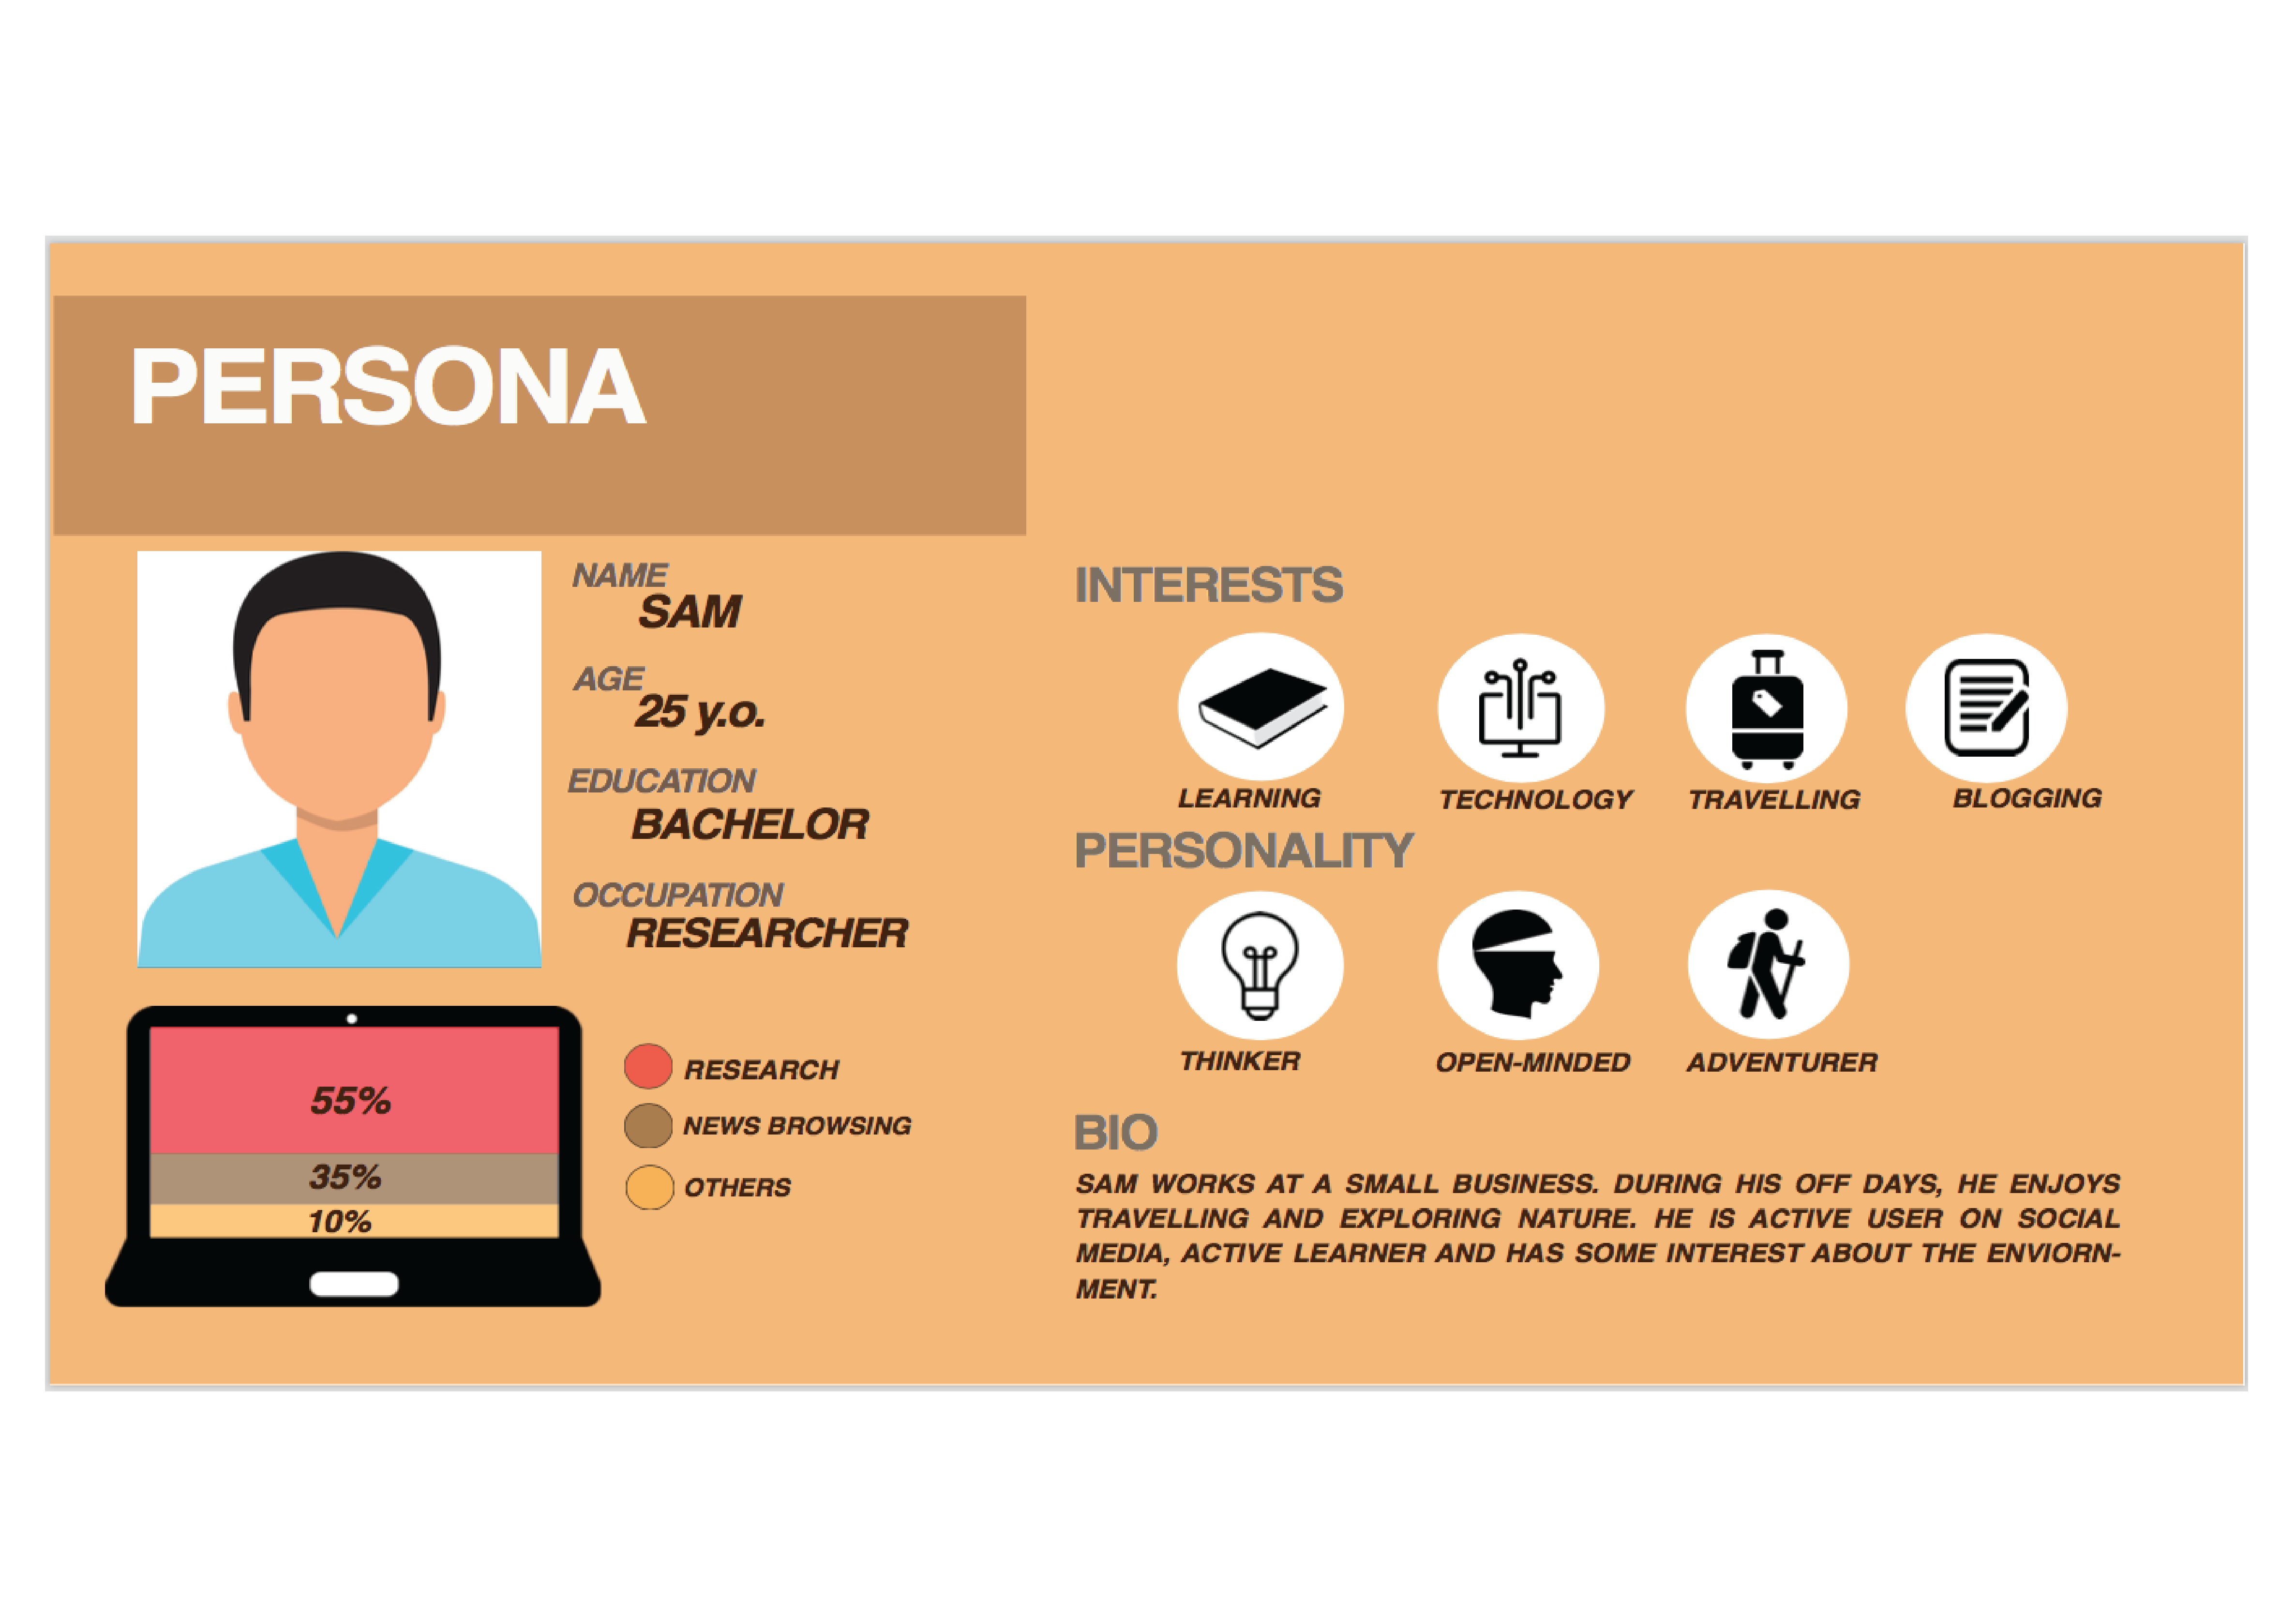 PERSONA
NAME
SAM
AGE
25 y.o.
EDUCATION
BACHELOR
OCCUPATION
RESEARCHER
55%
35%
10%
RESEARCH
NEWS BROWSING
OTHERS
INTERESTS
LEARNING
TECHNOLOGY
TRAVELLING
BLOGGING
PERSONALITY
THINKER
OPEN-MINDED
ADVENTURER
BIO
SAM WORKS AT A SMALL BUSINESS. DURING HIS OFF DAYS, HE ENJOYS
TRAVELLING AND EXPLORING NATURE. HE IS ACTIVE USER ON SOCIAL
MEDIA, ACTIVE LEARNER AND HAS SOME INTEREST ABOUT THE ENVIORN-
MENT.